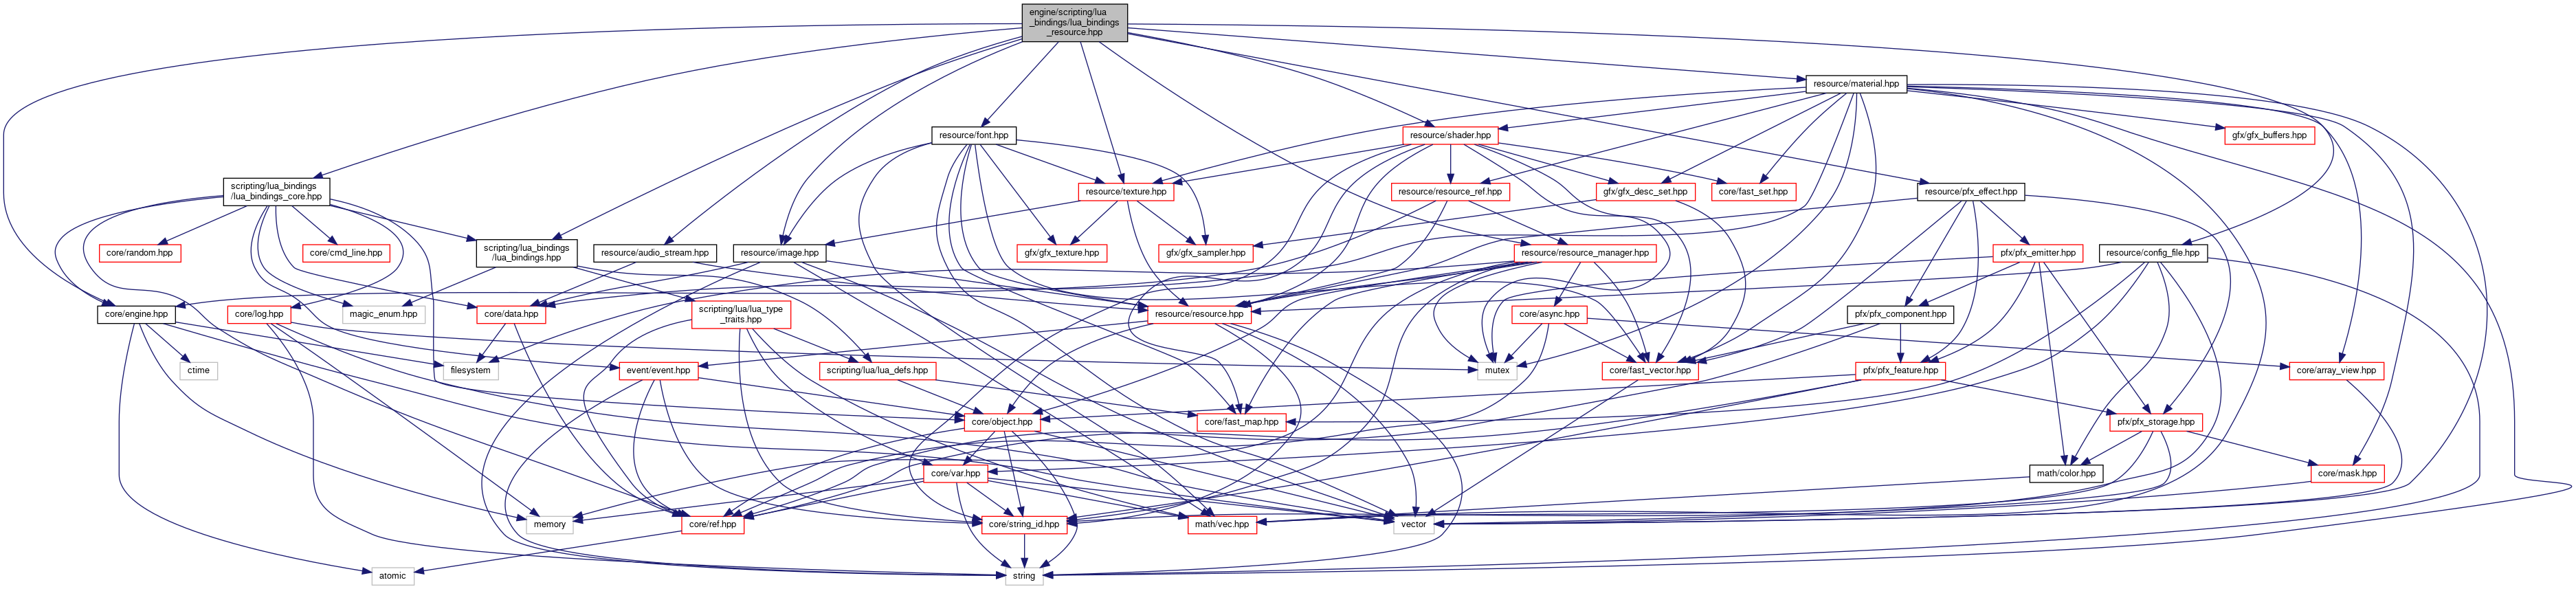 engine/scripting/lua
_bindings/lua_bindings
_resource.hpp
resource/material.hpp
resource/font.hpp
resource/shader.hpp
gfx/gfx_buffers.hpp
scripting/lua_bindings
/lua_bindings_core.hpp
resource/texture.hpp
resource/resource_ref.hpp
gfx/gfx_desc_set.hpp
core/fast_set.hpp
resource/pfx_effect.hpp
core/random.hpp
core/cmd_line.hpp
scripting/lua_bindings
/lua_bindings.hpp
resource/audio_stream.hpp
resource/image.hpp
gfx/gfx_texture.hpp
gfx/gfx_sampler.hpp
resource/resource_manager.hpp
pfx/pfx_emitter.hpp
resource/config_file.hpp
core/engine.hpp
core/log.hpp
magic_enum.hpp
core/data.hpp
scripting/lua/lua_type
_traits.hpp
resource/resource.hpp
core/async.hpp
pfx/pfx_component.hpp
ctime
filesystem
event/event.hpp
scripting/lua/lua_defs.hpp
mutex
core/fast_vector.hpp
pfx/pfx_feature.hpp
core/array_view.hpp
core/object.hpp
core/fast_map.hpp
pfx/pfx_storage.hpp
core/var.hpp
math/color.hpp
core/mask.hpp
memory
core/ref.hpp
core/string_id.hpp
math/vec.hpp
vector
atomic
string